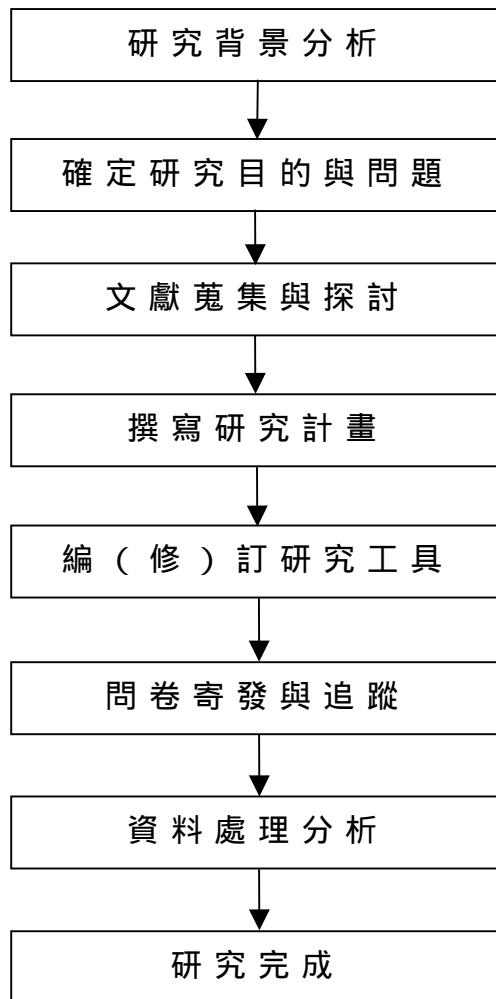 研究背景分析
確定研究目的與問題
文獻蒐集與探討
撰寫研究計畫
編(修)訂研究工具
問卷寄發與追蹤
資料處理分析
研究完成